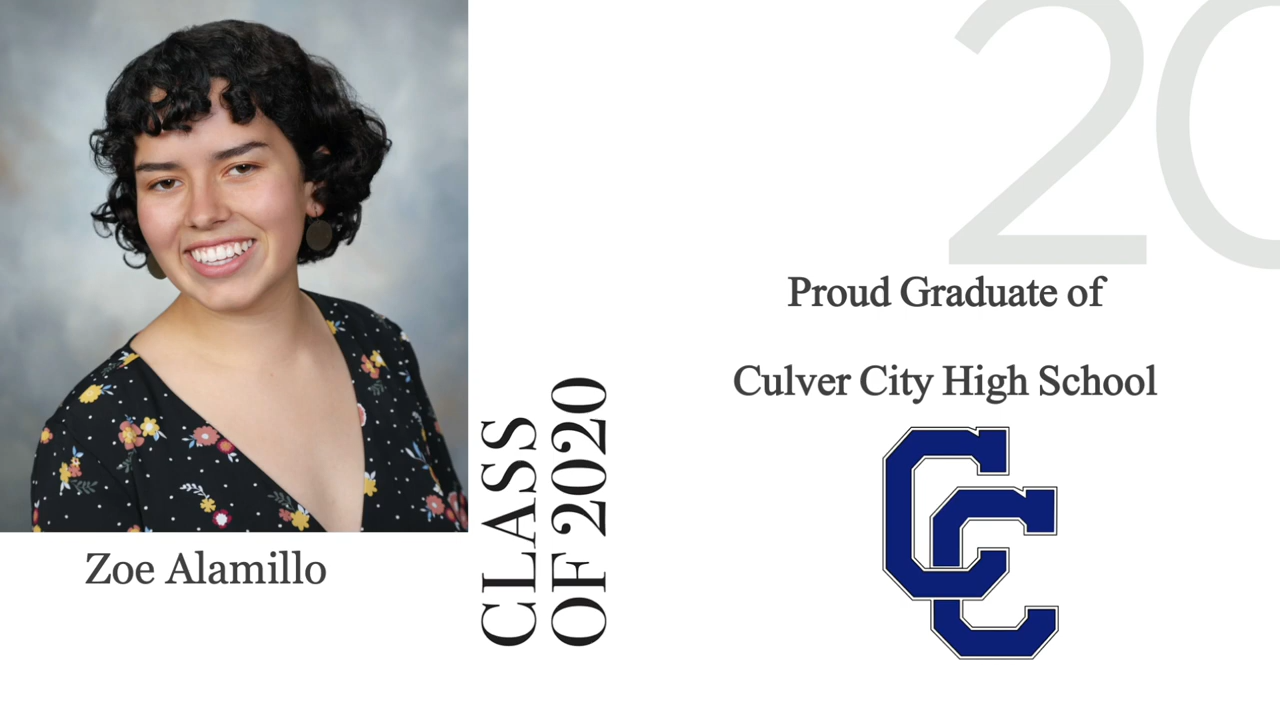 20
Proud Graduate of
Culver City High School
CC
Zoe Alamillo
CLASS
OF 2020